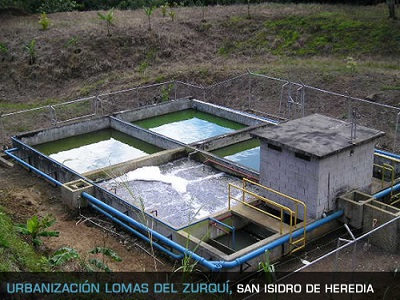 URBANIZACIÓN LOMAS DEL ZURQUÍ, SAN ISIDRO DE HEREDIA